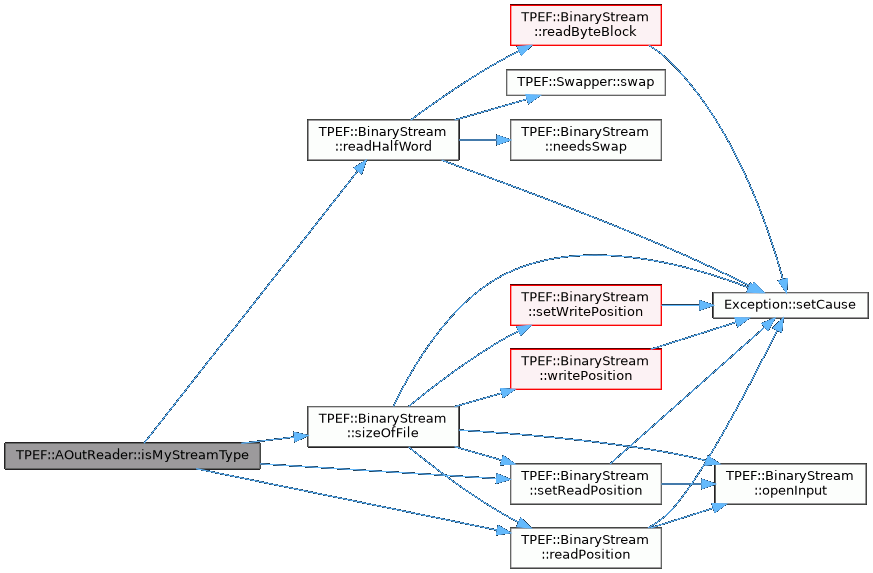 TPEF::BinaryStream
::readByteBlock
TPEF::Swapper::swap
TPEF::BinaryStream
::readHalfWord
TPEF::BinaryStream
::needsSwap
TPEF::BinaryStream
::setWritePosition
Exception::setCause
TPEF::BinaryStream
::writePosition
TPEF::BinaryStream
::sizeOfFile
TPEF::AOutReader::isMyStreamType
TPEF::BinaryStream
::setReadPosition
TPEF::BinaryStream
::openInput
TPEF::BinaryStream
::readPosition